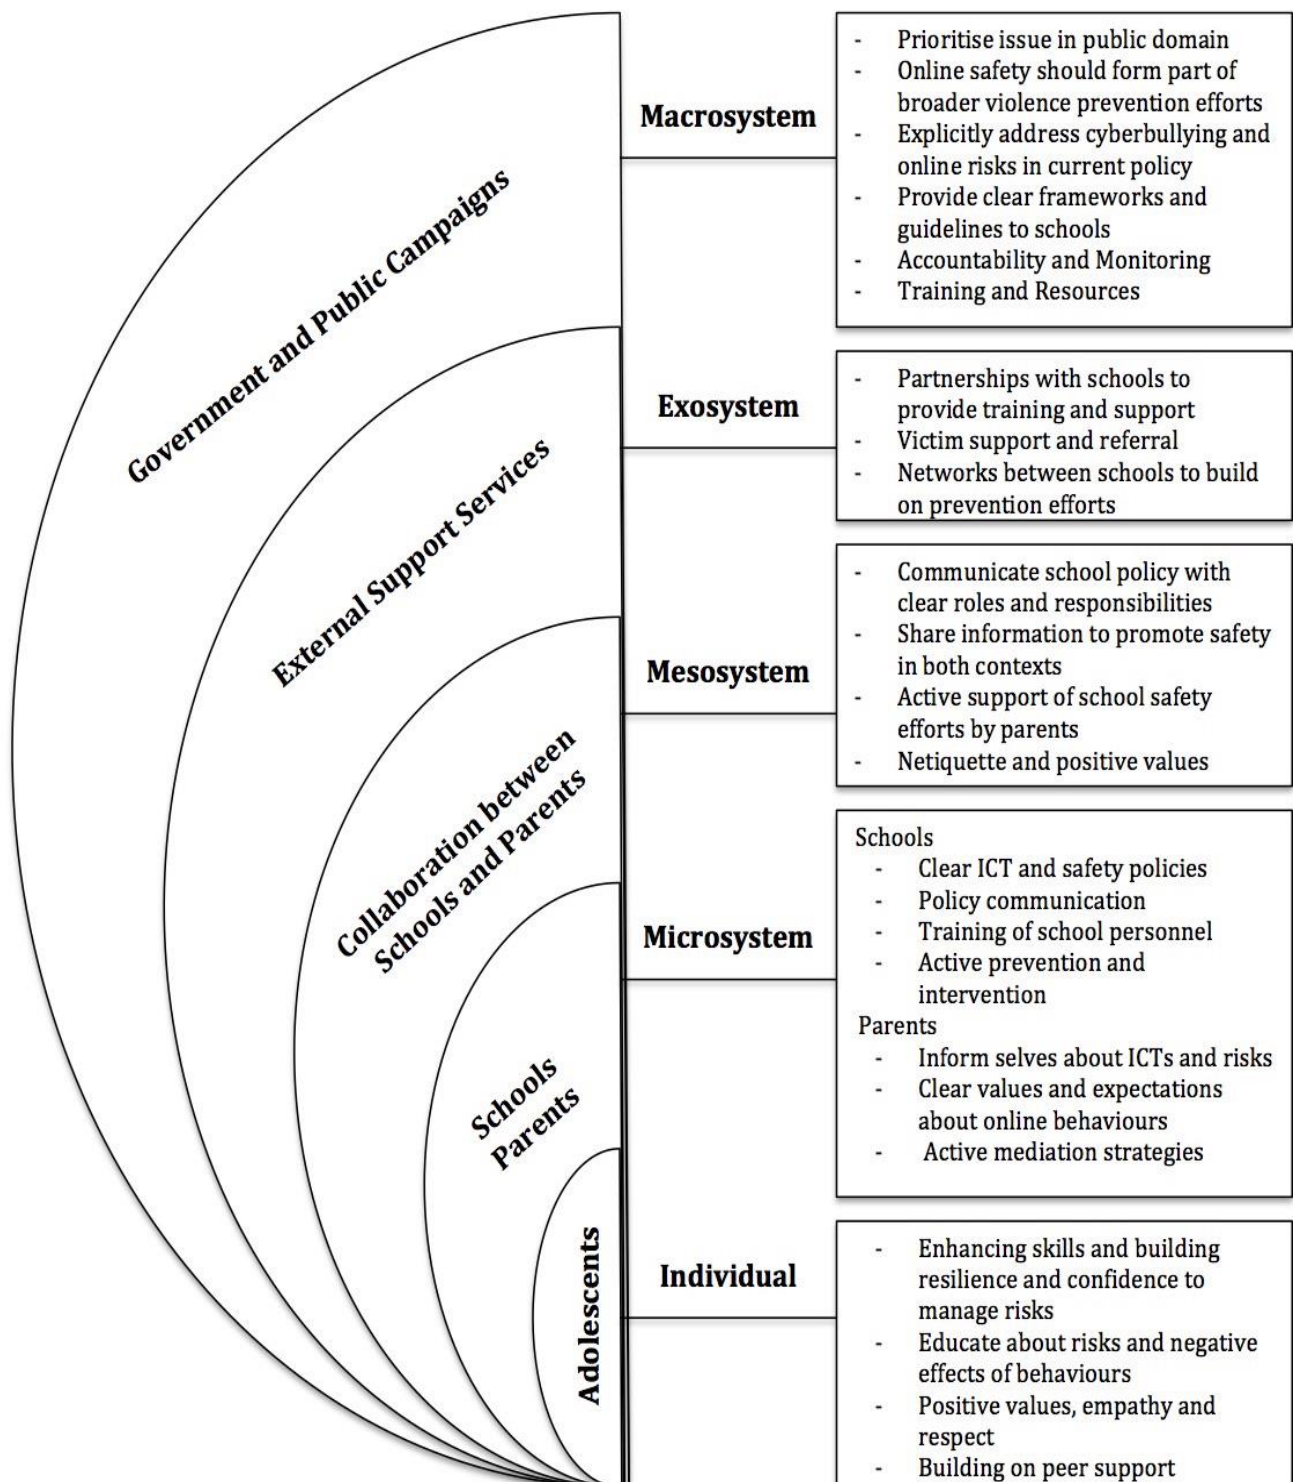 Government and Public Campaigns
External Support Services
Collaboration between
Schools and Parents
Schools
Parents
Adolescents
Macrosystem
- Prioritise issue in public domain
- Online safety should form part of
broader violence prevention efforts
- Explicitly address cyberbullying and
online risks in current policy
- Provide clear frameworks and
guidelines to schools
- Accountability and Monitoring
- Training and Resources
Exosystem
- Partnerships with schools to
provide training and support
- Victim support and referral
- Networks between schools to build
on prevention efforts
Mesosystem
- Communicate school policy with
clear roles and responsibilities
- Share information to promote safety
in both contexts
- Active support of school safety
efforts by parents
- Netiquette and positive values
Microsystem
Schools
- Clear ICT and safety policies
- Policy communication
- Training of school personnel
- Active prevention and
intervention
Parents
- Inform selves about ICTs and risks
- Clear values and expectations
about online behaviours
- Active mediation strategies
Individual
- Enhancing skills and building
resilience and confidence to
manage risks
- Educate about risks and negative
effects of behaviours
- Positive values, empathy and
respect
- Building on peer support